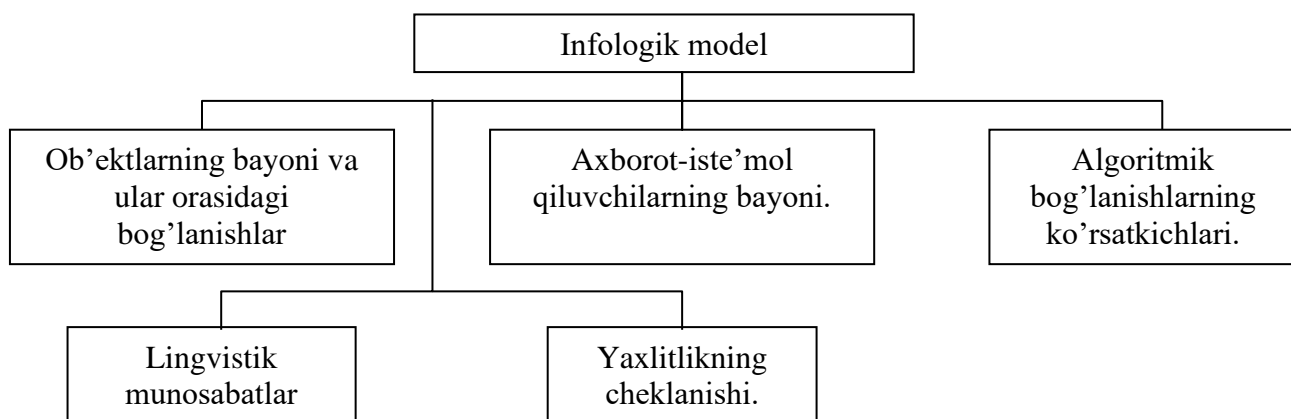 Infologik model
Ob’ektlarning bayoni va
ular orasidagi
bog’lanishlar
Axborot-iste’mol
qiluvchilarning bayoni.
Algoritmik
bog’lanishlarning
ko’rsatkichlari.
Lingvistik
munosabatlar
Yaxlitlikning
cheklanishi.